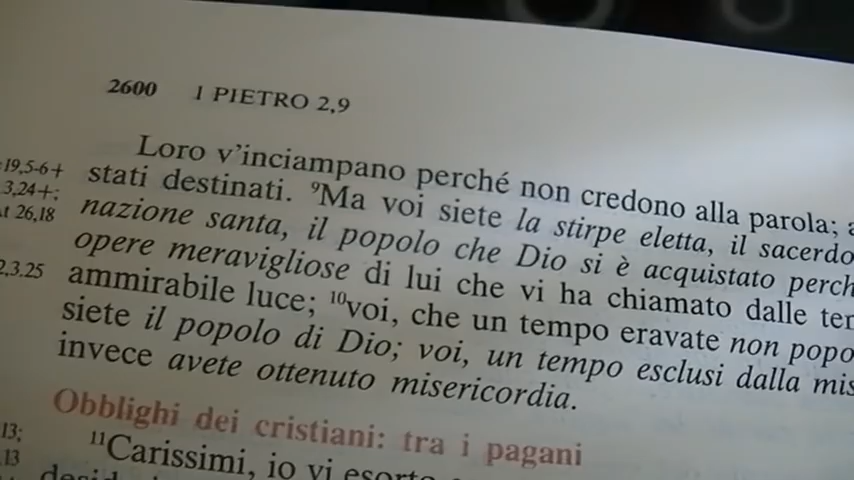 2600 1 PIETRO 2,9
Loro v'inciampano perché non credono alla parola; a
19,5-6+ stati destinati. ⁹Ma voi siete la stirpe eletta, il sacerdo
3,24+; nazione santa, il popolo che Dio si è acquistato perch
t 26,18 opere meravigliose di lui che vi ha chiamato dalle ter
2,3.25 ammirabile luce; ¹⁰voi, che un tempo eravate non popo
siete il popolo di Dio; voi, un tempo esclusi dalla mis
invece avete ottenuto misericordia.
Obblighi dei cristiani: tra i pagani
13; ¹¹Carissimi, io vi esorto
.13